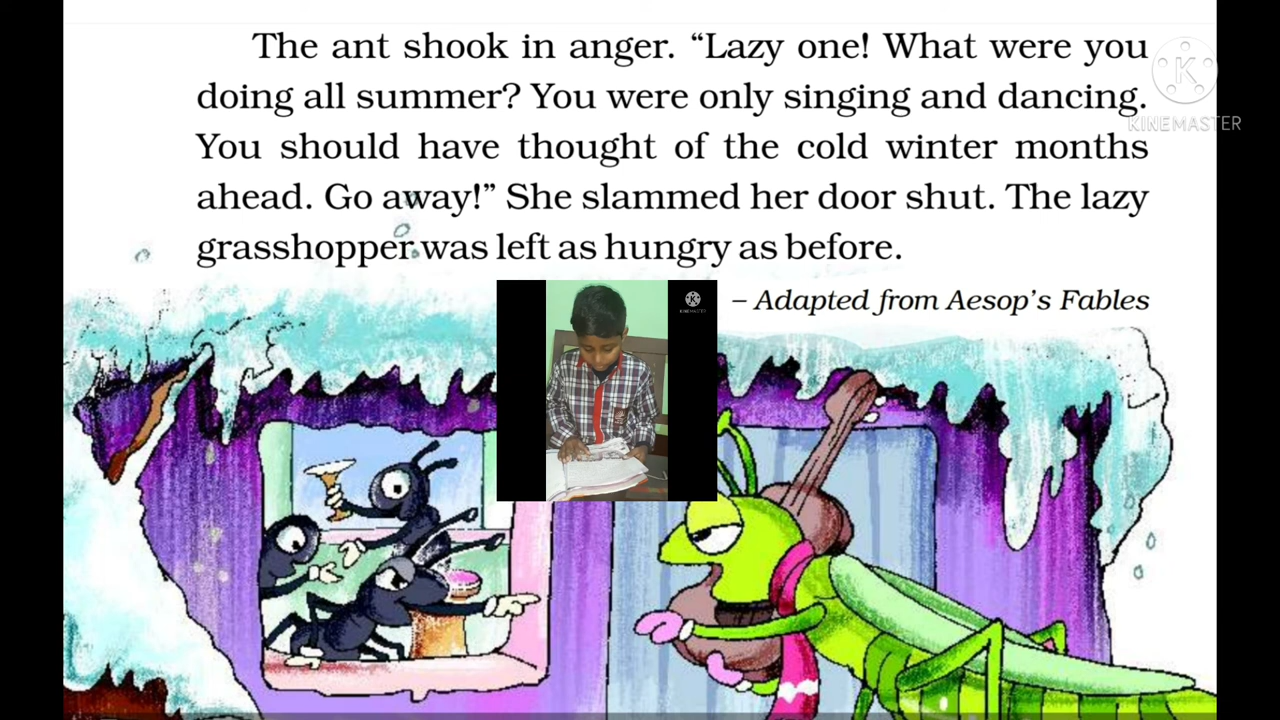 The ant shook in anger. “Lazy one! What were you
doing all summer? You were only singing and dancing.
You should have thought of the cold winter months
ahead. Go away!” She slammed her door shut. The lazy
grasshopper was left as hungry as before.
– Adapted from Aesop’s Fables
K
KINEMASTER
KINEMASTER